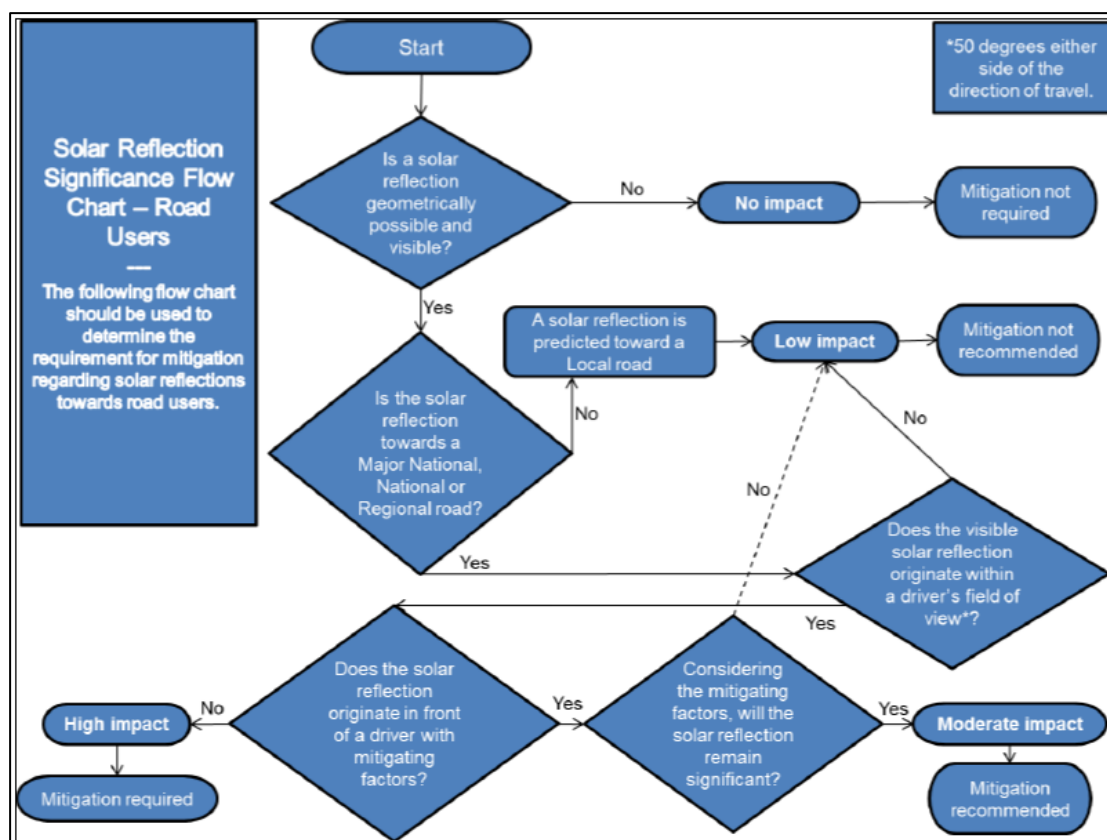 Solar Reflection
Significance Flow
Chart – Road
Users
---
The following flow chart
should be used to
determine the
requirement for mitigation
regarding solar reflections
towards road users.
Start
*50 degrees either
side of the
direction of travel.
Is a solar
reflection
geometrically
possible and
visible?
No
No impact
Mitigation not
required
Yes
A solar reflection is
predicted toward a
Local road
Low impact
Mitigation not
recommended
Is the solar
reflection
towards a
Major National,
National or
Regional road?
No
No
No
Yes
Does the visible
solar reflection
originate within
a driver's field of
view*?
Yes
Does the solar
reflection
originate in front
of a driver with
mitigating
factors?
No
High impact
Mitigation required
Yes
Considering
the mitigating
factors, will the
solar reflection
remain
significant?
Yes
Moderate impact
Mitigation
recommended